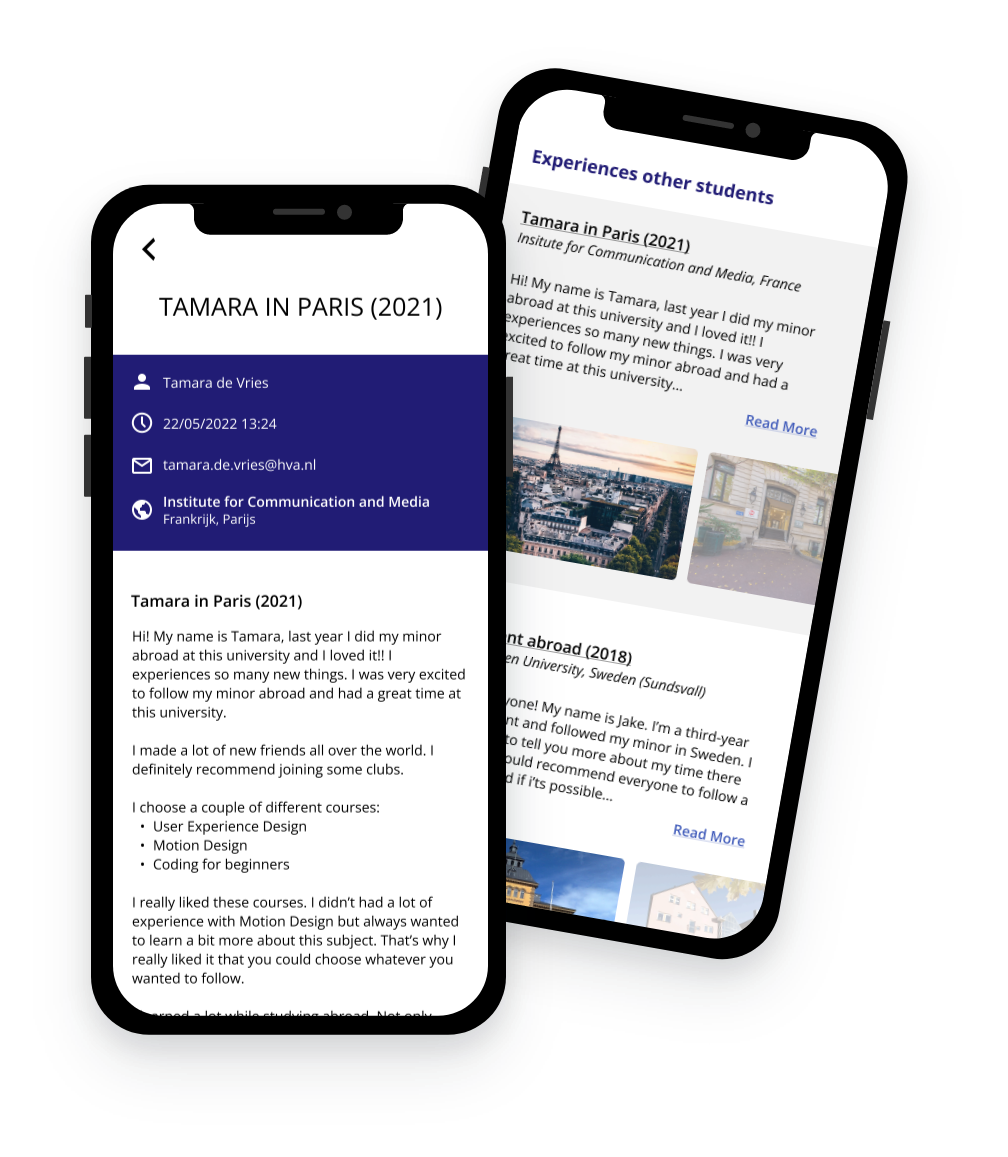 TAMARA IN PARIS (2021)
Tamara de Vries
22/05/2022 13:24
tamara.de.vries@hva.nl
Institute for Communication and Media
Frankrijk, Parijs
Tamara in Paris (2021)
Hi! My name is Tamara, last year I did my minor
abroad at this university and I loved it!! I
experiences so many new things. I was very excited
to follow my minor abroad and had a great time at
this university.
I made a lot of new friends all over the world. I
definitely recommend joining some clubs.
I choose a couple of different courses:
• User Experience Design
• Motion Design
• Coding for beginners
I really liked these courses. I didn't had a lot of
experience with Motion Design but always wanted
to learn a bit more about this subject. That's why I
really liked it that you could choose whatever you
wanted to follow.
a lot while studying abroad. Not only
Experiences other students
Tamara in Paris (2021)
Insitute for Communication and Media, France
Hi! My name is Tamara, last year I did my minor
abroad at this university and I loved it!! I
experiences so many new things. I was very
excited to follow my minor abroad and had a
reat time at this university...
Read More
nt abroad (2018)
en University, Sweden (Sundsvall)
yone! My name is Jake. I'm a third-year
nt and followed my minor in Sweden. I
to tell you more about my time there
ould recommend everyone to follow a
d if i'ts possible...
Read More